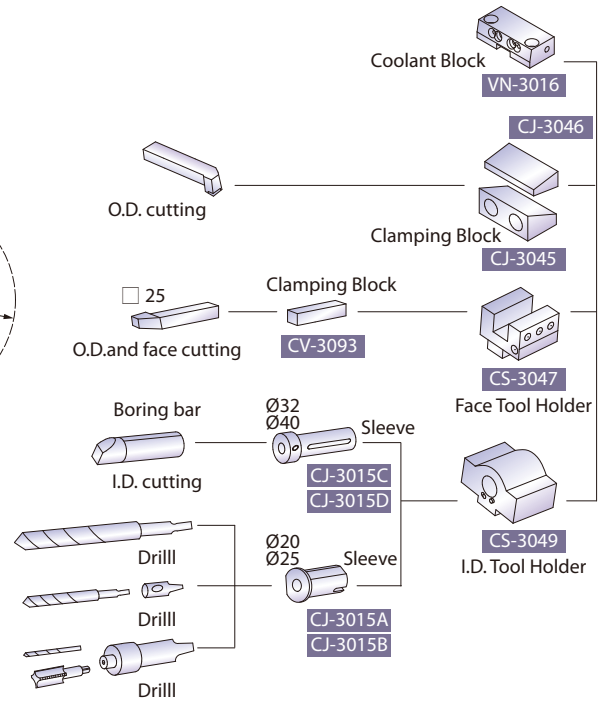 Coolant Block
VN-3016
CJ-3046
O.D. cutting
Clamping Block
CJ-3045
□ 25
Clamping Block
O.D.and face cutting
CV-3093
CS-3047
Face Tool Holder
Boring bar
Ø32
Ø40
Sleeve
I.D. cutting
CJ-3015C
CJ-3015D
CS-3049
I.D. Tool Holder
Drilll
Ø20
Ø25
Sleeve
Drilll
CJ-3015A
CJ-3015B
Drilll